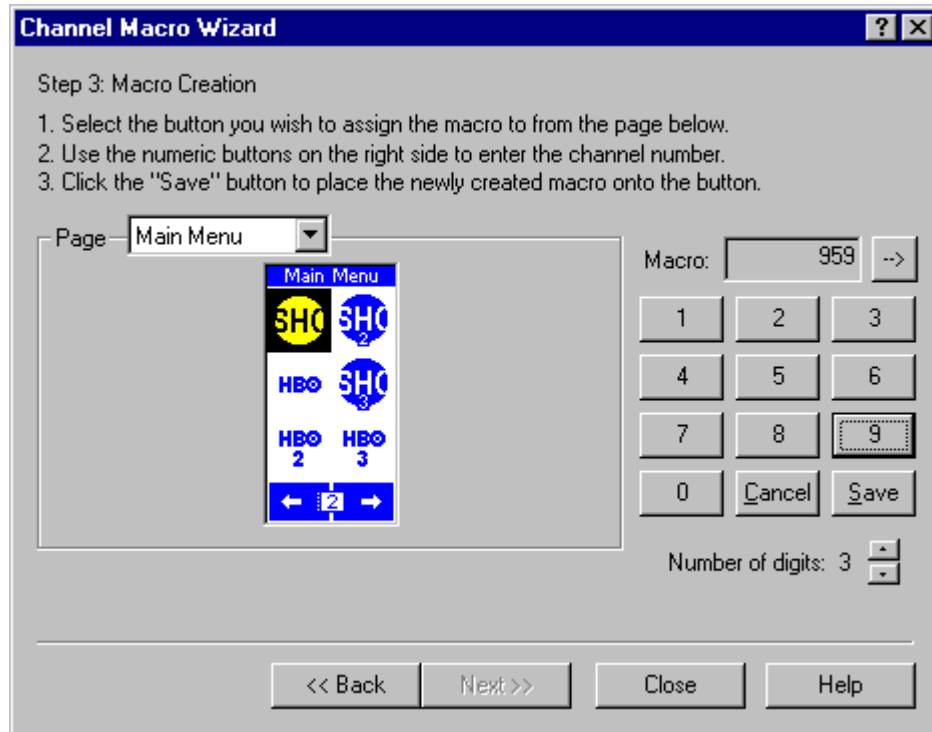 Channel Macro Wizard
Step 3: Macro Creation
1. Select the button you wish to assign the macro to from the page below.
2. Use the numeric buttons on the right side to enter the channel number.
3. Click the "Save" button to place the newly created macro onto the button.
Page Main Menu
Main Menu
SHO SHO 2
HBO SHO 3
HBO 2 HBO 3
2
Macro: 959 -->
1 2 3
4 5 6
7 8 9
0 Cancel Save
Number of digits: 3
<< Back Next >> Close Help